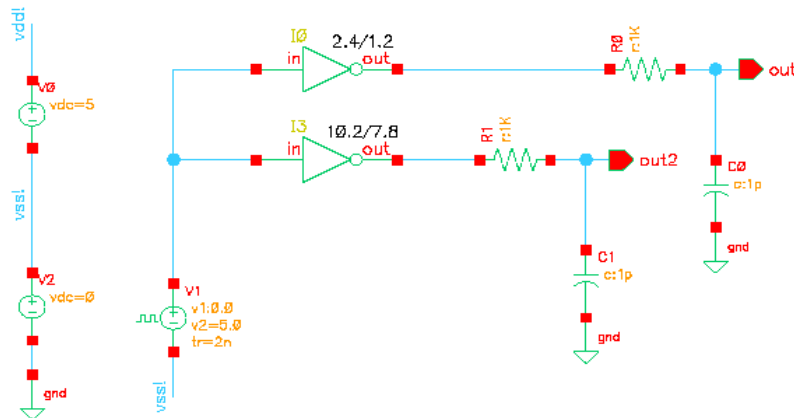 vdd!
V0
vdc=5
vss!
V2
vdc=0
gnd
I0
2.4/1.2
in
out
R0
r:1K
out
I3
10.2/7.8
in
out
R1
r:1K
out2
C0
c:1p
gnd
C1
c:1p
gnd
V1
v1:0.0
v2=5.0
tr=2n
vss!